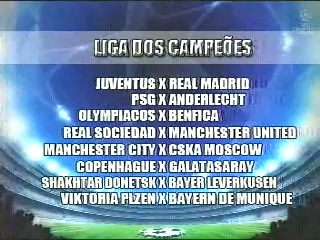 LIGA DOS CAMPEÕES
JUVENTUS X REAL MADRID
PSG X ANDERLECHT
OLYMPIACOS X BENFICA
REAL SOCIEDAD X MANCHESTER UNITED
MANCHESTER CITY X CSKA MOSCOW
COPENHAGUE X GALATASARAY
SHAKHTAR DONETSK X BAYER LEVERKUSEN
VIKTORIA PLZEN X BAYERN DE MUNIQUE